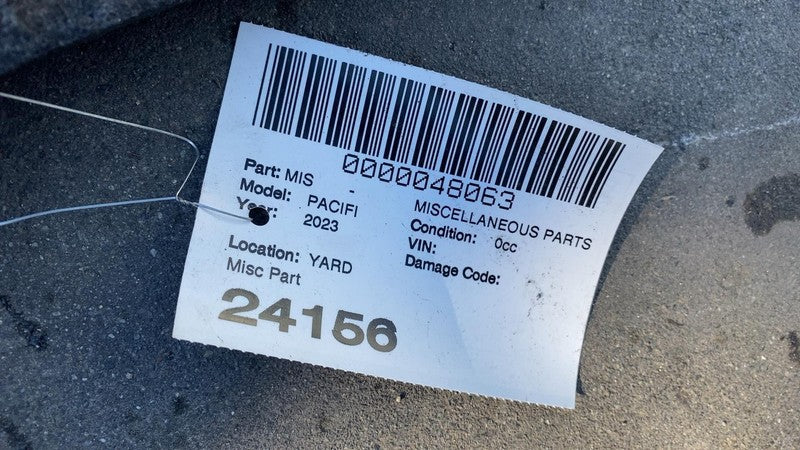 0000048063
Part: MIS - MISCELLANEOUS PARTS
Model: PACIFI Condition: 0cc
Year: 2023 VIN:
Damage Code:
Location: YARD
Misc Part
24156